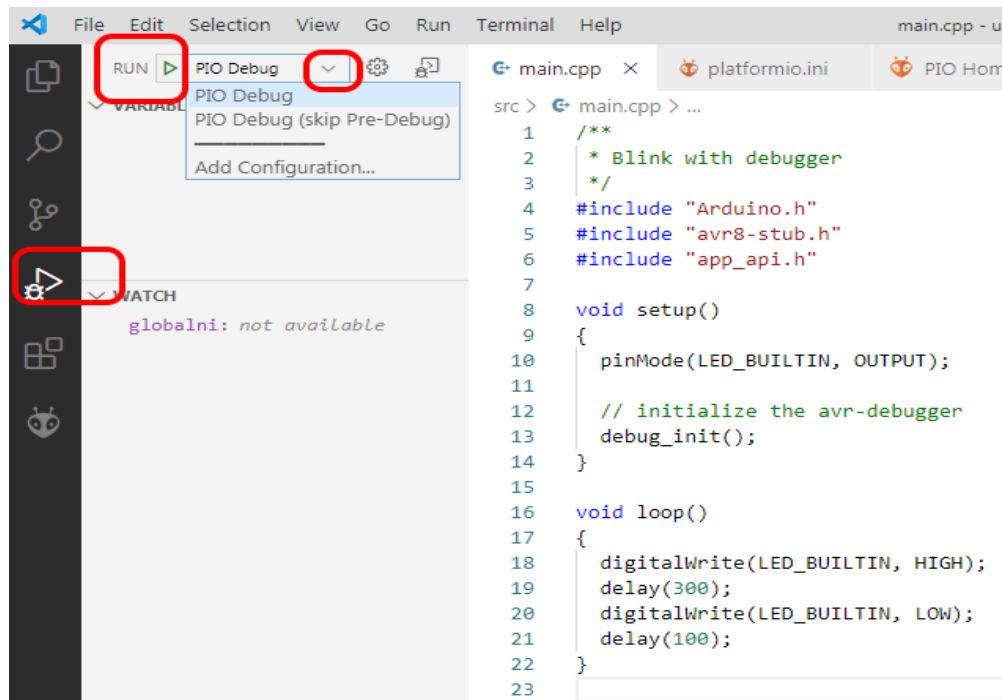 File Edit Selection View Go Run Terminal Help main.cpp - u
RUN PIO Debug
PIO Debug
PIO Debug (skip Pre-Debug)
Add Configuration...
VARIABL
WATCH
globalni: not available
main.cpp × platformio.ini PIO Hom
src > main.cpp > ...
1 /**
2 * Blink with debugger
3 */
4 #include "Arduino.h"
5 #include "avr8-stub.h"
6 #include "app_api.h"
7
8 void setup()
9 {
10 pinMode(LED_BUILTIN, OUTPUT);
11
12 // initialize the avr-debugger
13 debug_init();
14 }
15
16 void loop()
17 {
18 digitalWrite(LED_BUILTIN, HIGH);
19 delay(300);
20 digitalWrite(LED_BUILTIN, LOW);
21 delay(100);
22 }
23